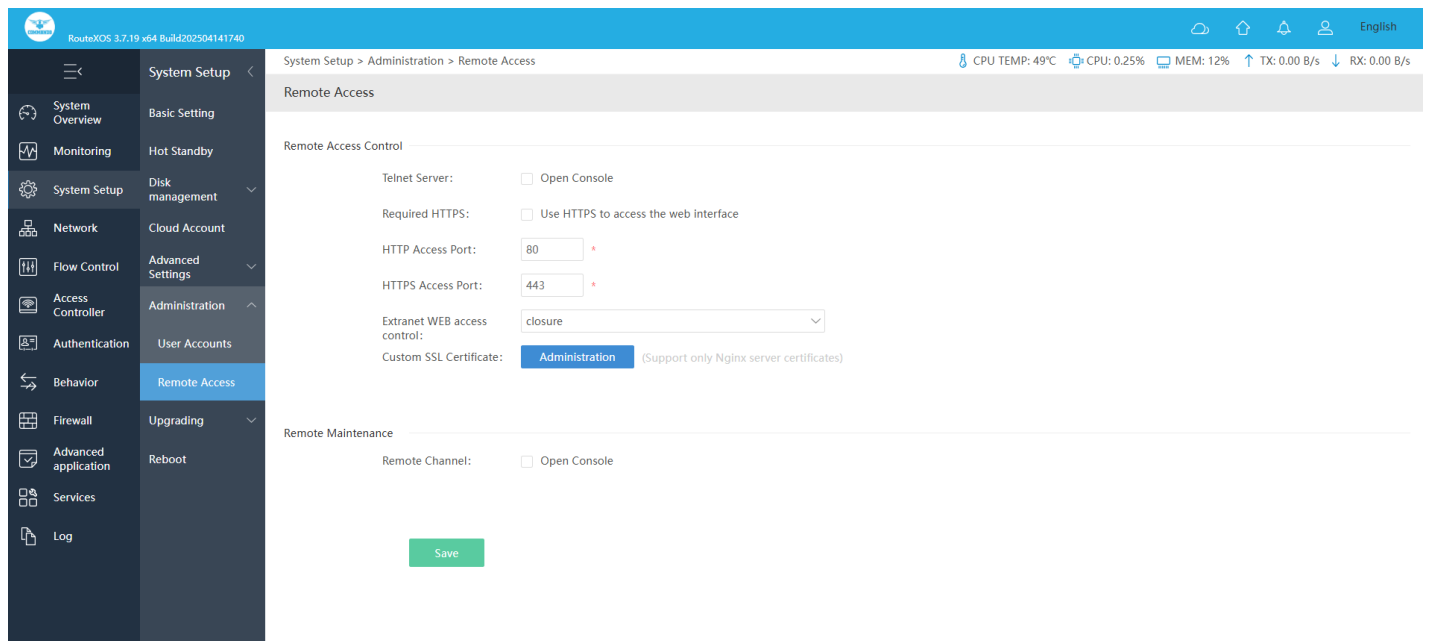 RouteXOS 3.7.19 x64 Build202504141740
English
System Setup
System Setup > Administration > Remote Access
CPU TEMP: 49℃
CPU: 0.25%
MEM: 12%
TX: 0.00 B/s
RX: 0.00 B/s
Remote Access
System
Overview
Monitoring
System Setup
Network
Flow Control
Access
Controller
Authentication
Behavior
Firewall
Advanced
application
Services
Log
Basic Setting
Hot Standby
Disk
management
Cloud Account
Advanced
Settings
Administration
User Accounts
Remote Access
Upgrading
Reboot
Remote Access Control
Telnet Server: Open Console
Required HTTPS: Use HTTPS to access the web interface
HTTP Access Port: 80 *
HTTPS Access Port: 443 *
Extranet WEB access
control:
closure
Custom SSL Certificate: Administration (Support only Nginx server certificates)
Remote Maintenance
Remote Channel: Open Console
Save